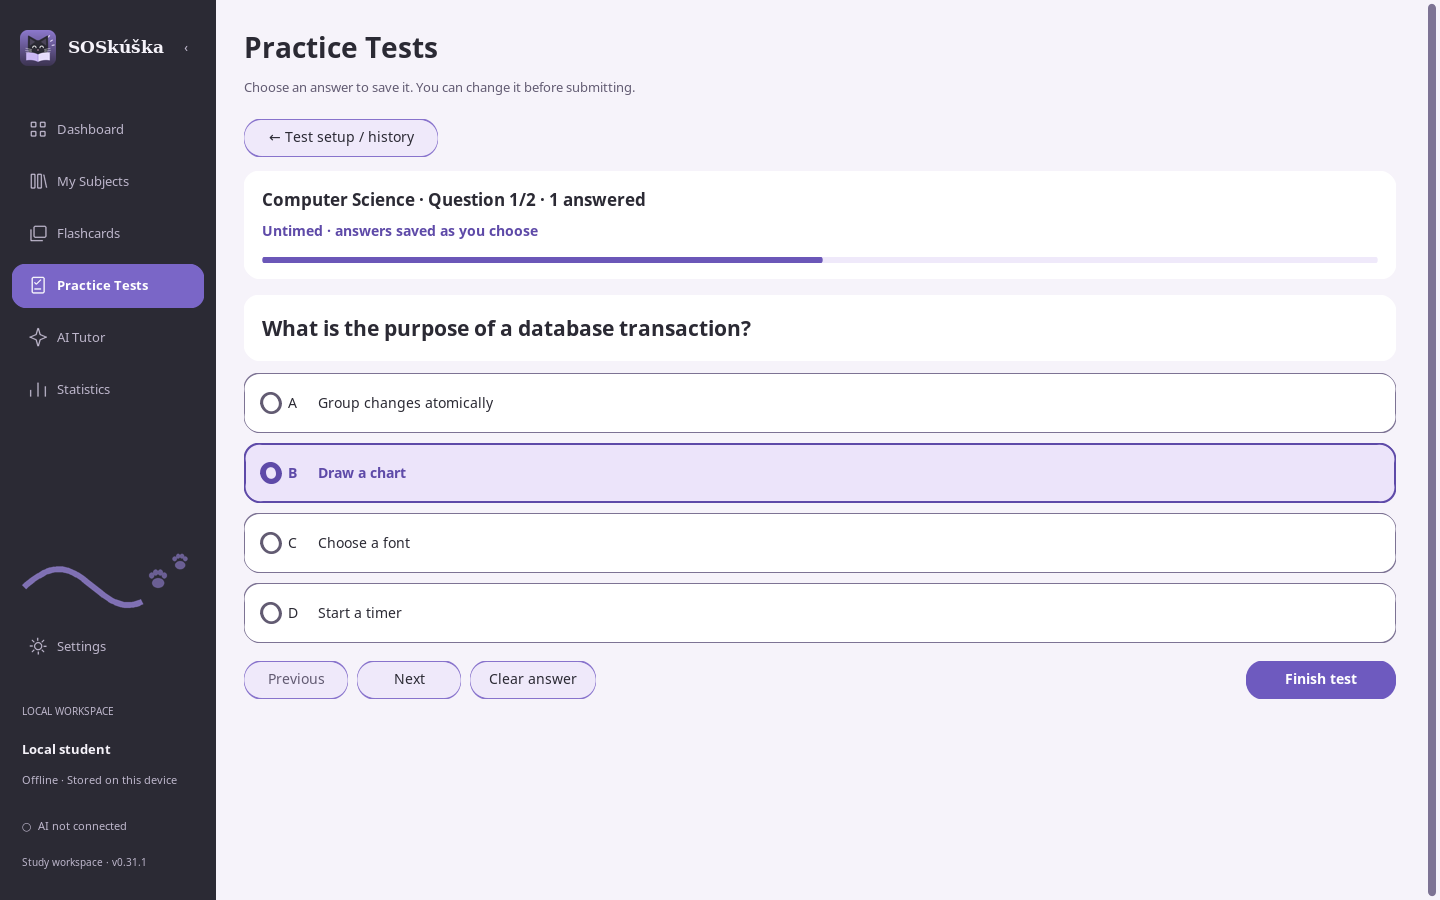 SOSkúška ‹
Dashboard
My Subjects
Flashcards
Practice Tests
AI Tutor
Statistics
Settings
LOCAL WORKSPACE
Local student
Offline · Stored on this device
AI not connected
Study workspace · v0.31.1
Practice Tests
Choose an answer to save it. You can change it before submitting.
← Test setup / history
Computer Science · Question 1/2 · 1 answered
Untimed · answers saved as you choose
What is the purpose of a database transaction?
A Group changes atomically
B Draw a chart
C Choose a font
D Start a timer
Previous Next Clear answer Finish test